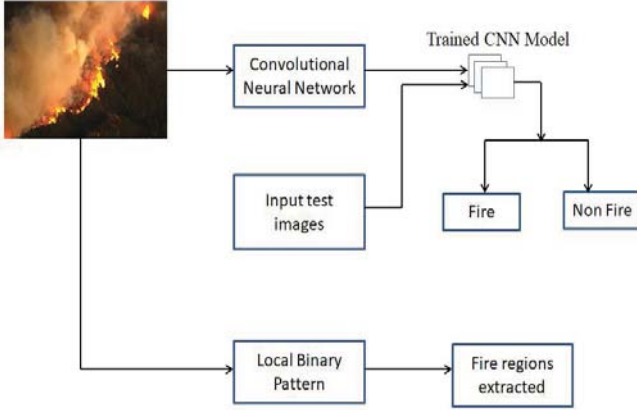 Trained CNN Model
Convolutional
Neural Network
Input test
images
Fire
Non Fire
Local Binary
Pattern
Fire regions
extracted